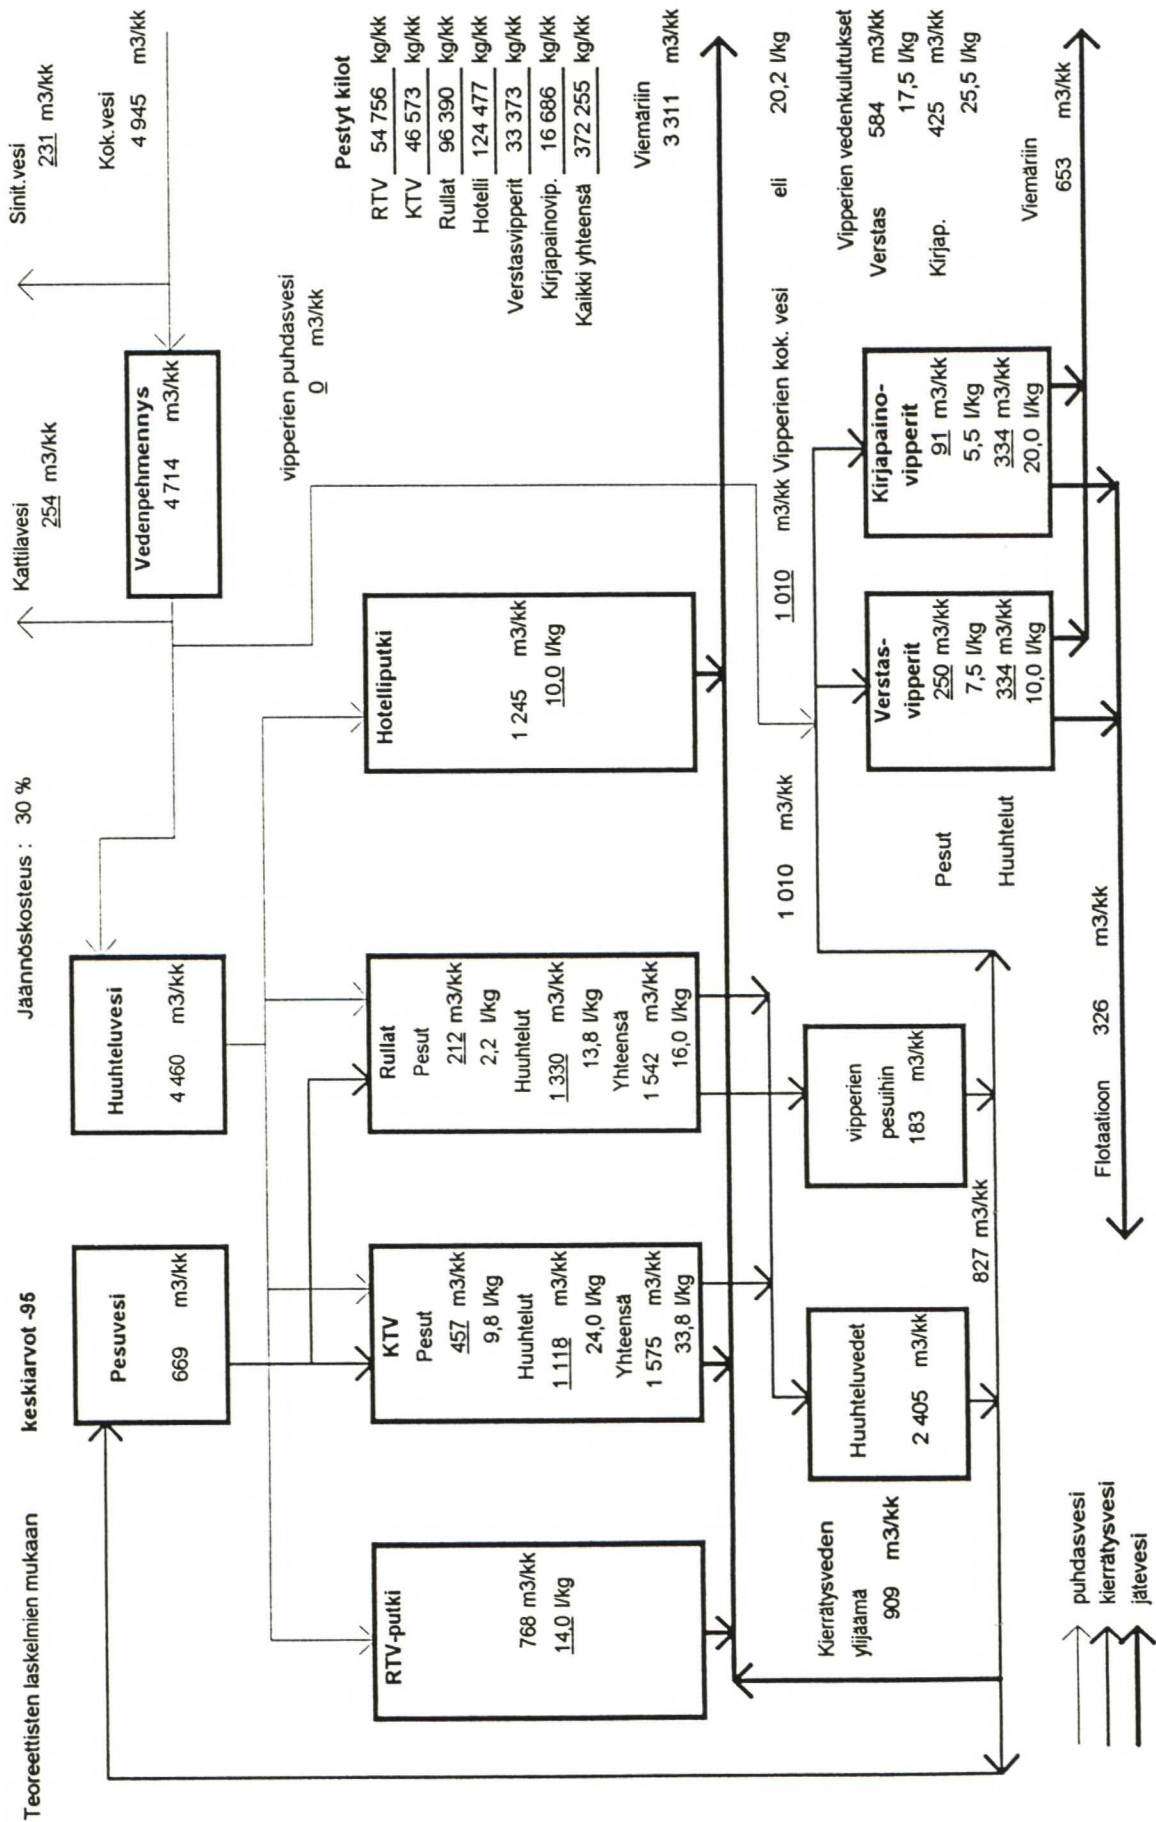 Teoreettisten laskelmien mukaan keskiarvot -95
Jäännöskosteus : 30 %
Kattilavesi
254 m3/kk
Sinit.vesi
231 m3/kk
Kok.vesi
4 945 m3/kk
Pesuvesi
669 m3/kk
Huuhteluvesi
4 460 m3/kk
Vedenpehmennys
4 714 m3/kk
vipperien puhdasvesi
0 m3/kk
Pestyt kilot
RTV 54 756 kg/kk
KTV 46 573 kg/kk
Rullat 96 390 kg/kk
Hotelli 124 477 kg/kk
Verstasvipperit 33 373 kg/kk
Kirjapainovip. 16 686 kg/kk
Kaikki yhteensä 372 255 kg/kk
RTV-putki
768 m3/kk
14,0 l/kg
KTV
Pesut
457 m3/kk
9,8 l/kg
Huuhtelut
1 118 m3/kk
24,0 l/kg
Yhteensä
1 575 m3/kk
33,8 l/kg
Rullat
Pesut
212 m3/kk
2,2 l/kg
Huuhtelut
1 330 m3/kk
13,8 l/kg
Yhteensä
1 542 m3/kk
16,0 l/kg
Hotelliputki
1 245 m3/kk
10,0 l/kg
Viemäriin
3 311 m3/kk
eli 20,2 l/kg
Kierrätysveden
ylijäämä
909 m3/kk
Huuhteluvedet
2 405 m3/kk
vipperien
pesuihin
183 m3/kk
827 m3/kk
1 010 m3/kk
1 010 m3/kk Vipperien kok. vesi
Vipperien vedenkulutukset
Verstas 584 m3/kk
17,5 l/kg
Kirjap. 425 m3/kk
25,5 l/kg
Pesut
Huuhtelut
Verstas-
vipperit
250 m3/kk
7,5 l/kg
334 m3/kk
10,0 l/kg
Kirjapaino-
vipperit
91 m3/kk
5,5 l/kg
334 m3/kk
20,0 l/kg
Viemäriin
653 m3/kk
Flotaatioon 326 m3/kk
puhdasvesi
kierrätysvesi
jätevesi